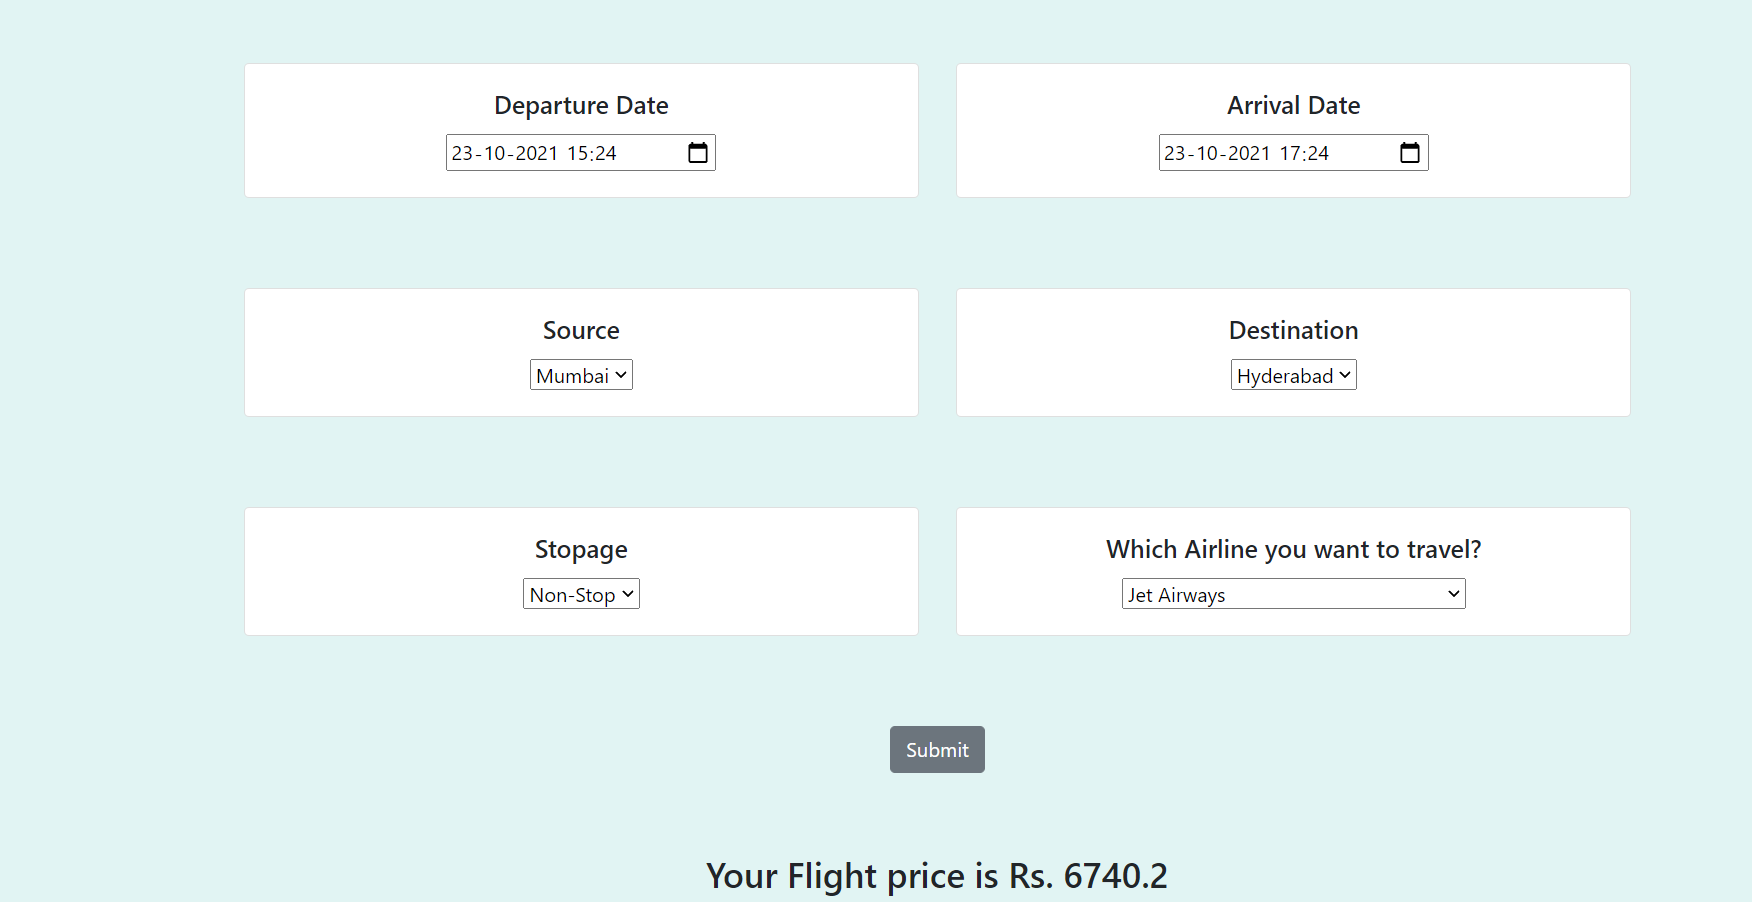 Departure Date
23-10-2021 15:24
Arrival Date
23-10-2021 17:24
Source
Mumbai
Destination
Hyderabad
Stopage
Non-Stop
Which Airline you want to travel?
Jet Airways
Submit
Your Flight price is Rs. 6740.2